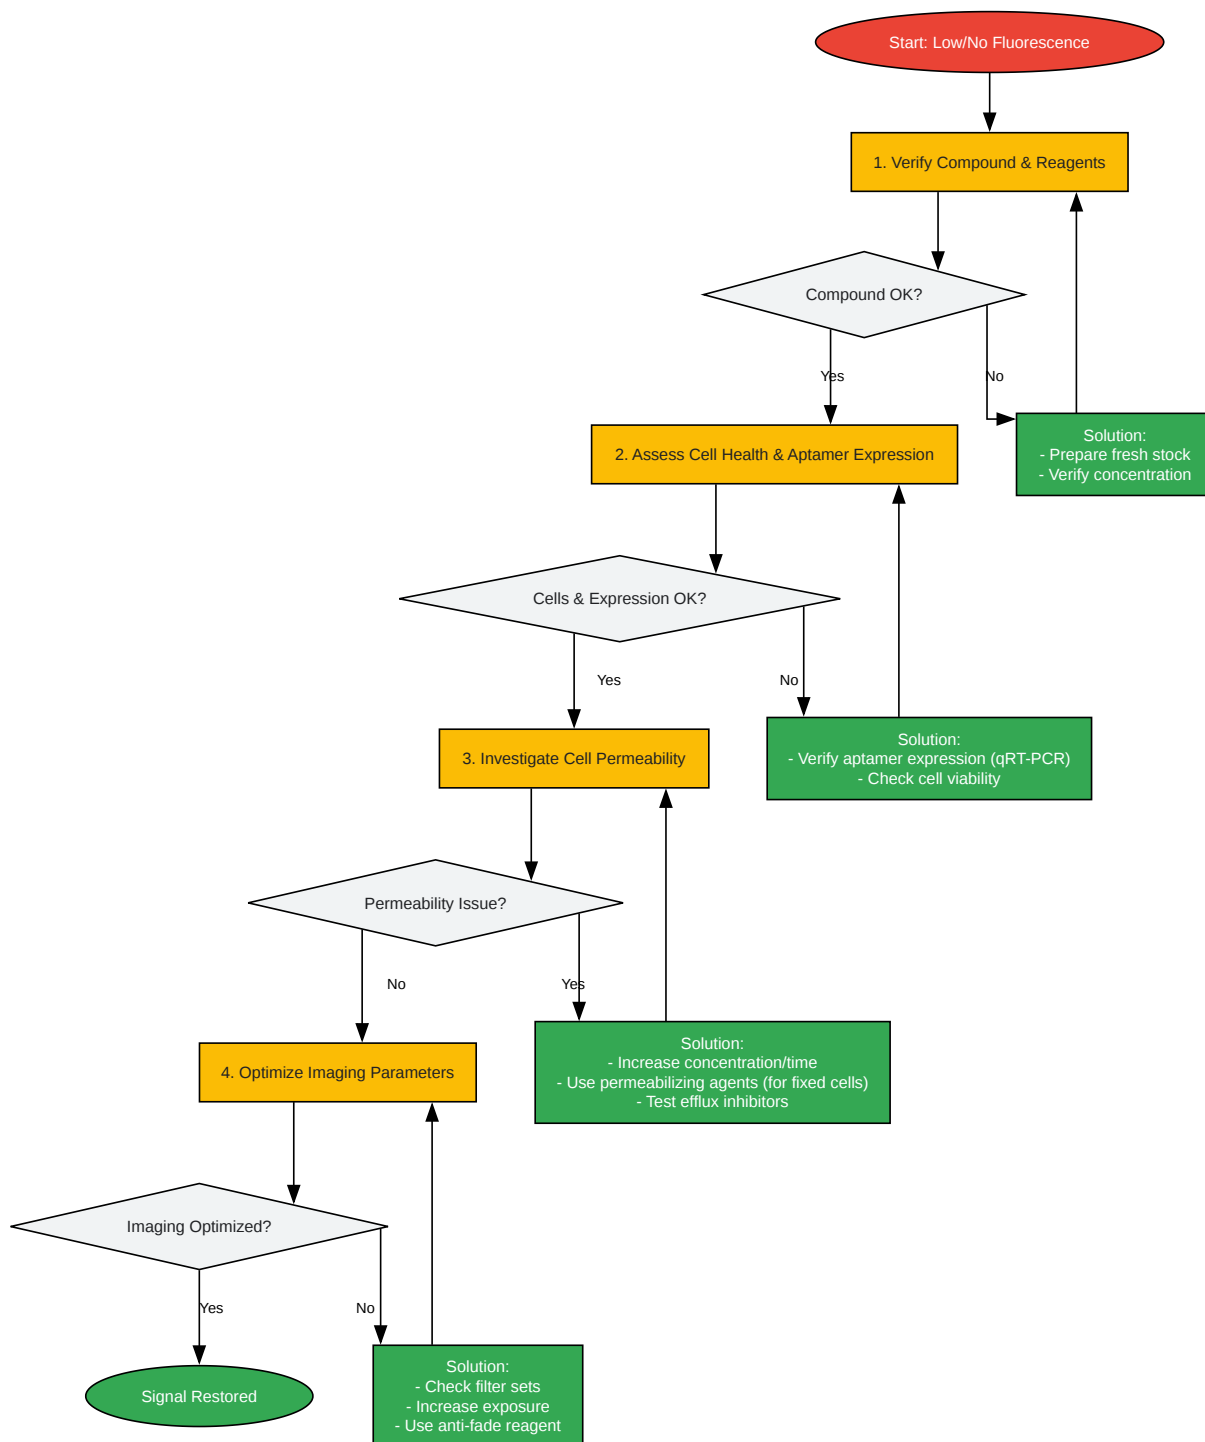 Start: Low/No Fluorescence
1. Verify Compound & Reagents
Compound OK?
Yes
No
Solution:
- Prepare fresh stock
- Verify concentration
2. Assess Cell Health & Aptamer Expression
Cells & Expression OK?
Yes
No
Solution:
- Verify aptamer expression (qRT-PCR)
- Check cell viability
3. Investigate Cell Permeability
Permeability Issue?
No
Yes
Solution:
- Increase concentration/time
- Use permeabilizing agents (for fixed cells)
- Test efflux inhibitors
4. Optimize Imaging Parameters
Imaging Optimized?
Yes
No
Solution:
- Check filter sets
- Increase exposure
- Use anti-fade reagent
Signal Restored